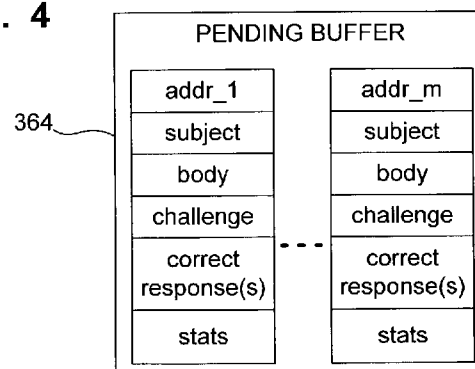 . 4
PENDING BUFFER
364
addr_1
subject
body
challenge
correct
response(s)
stats
addr_m
subject
body
challenge
correct
response(s)
stats